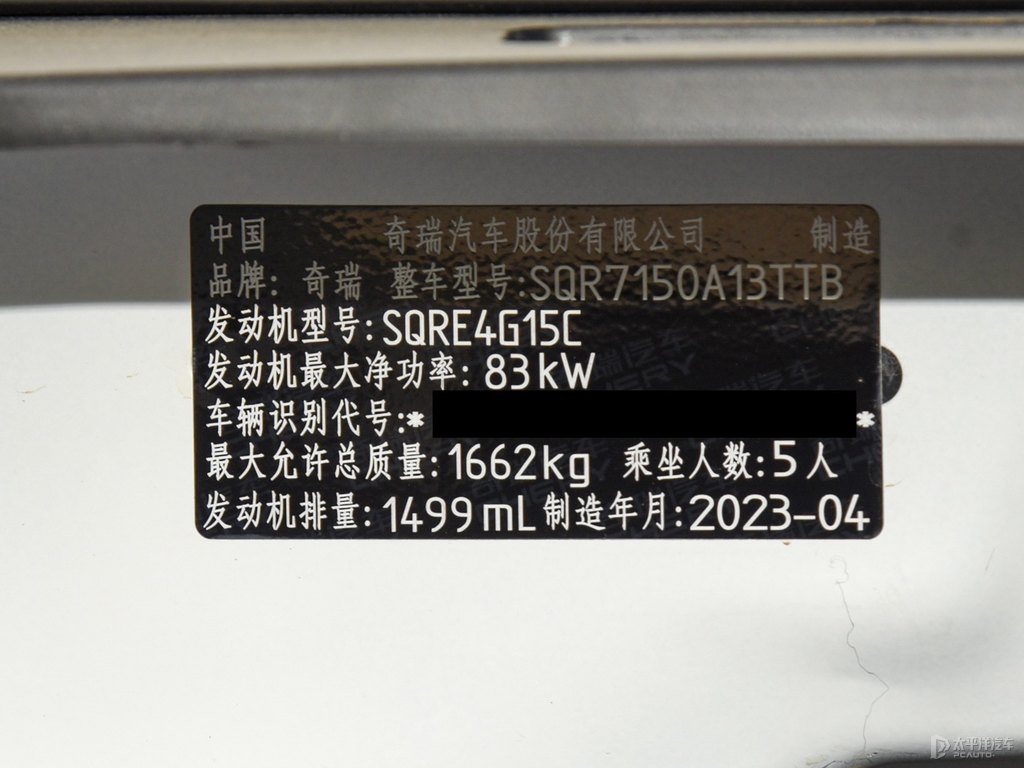 中国 奇瑞汽车股份有限公司 制造
品牌: 奇瑞 整车型号:SQR7150A13TTB
发动机型号:SQRE4G15C
发动机最大净功率: 83kW
车辆识别代号:* *
最大允许总质量:1662kg 乘坐人数:5人
发动机排量:1499mL 制造年月:2023-04
太平洋汽车
PCAUTO